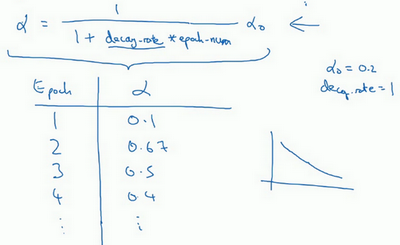 α = 1 / (1 + decay-rate * epoch-num) α₀
α₀ = 0.2
decay-rate = 1
Epoch α
1 0.1
2 0.67
3 0.5
4 0.4
⋮ ⋮